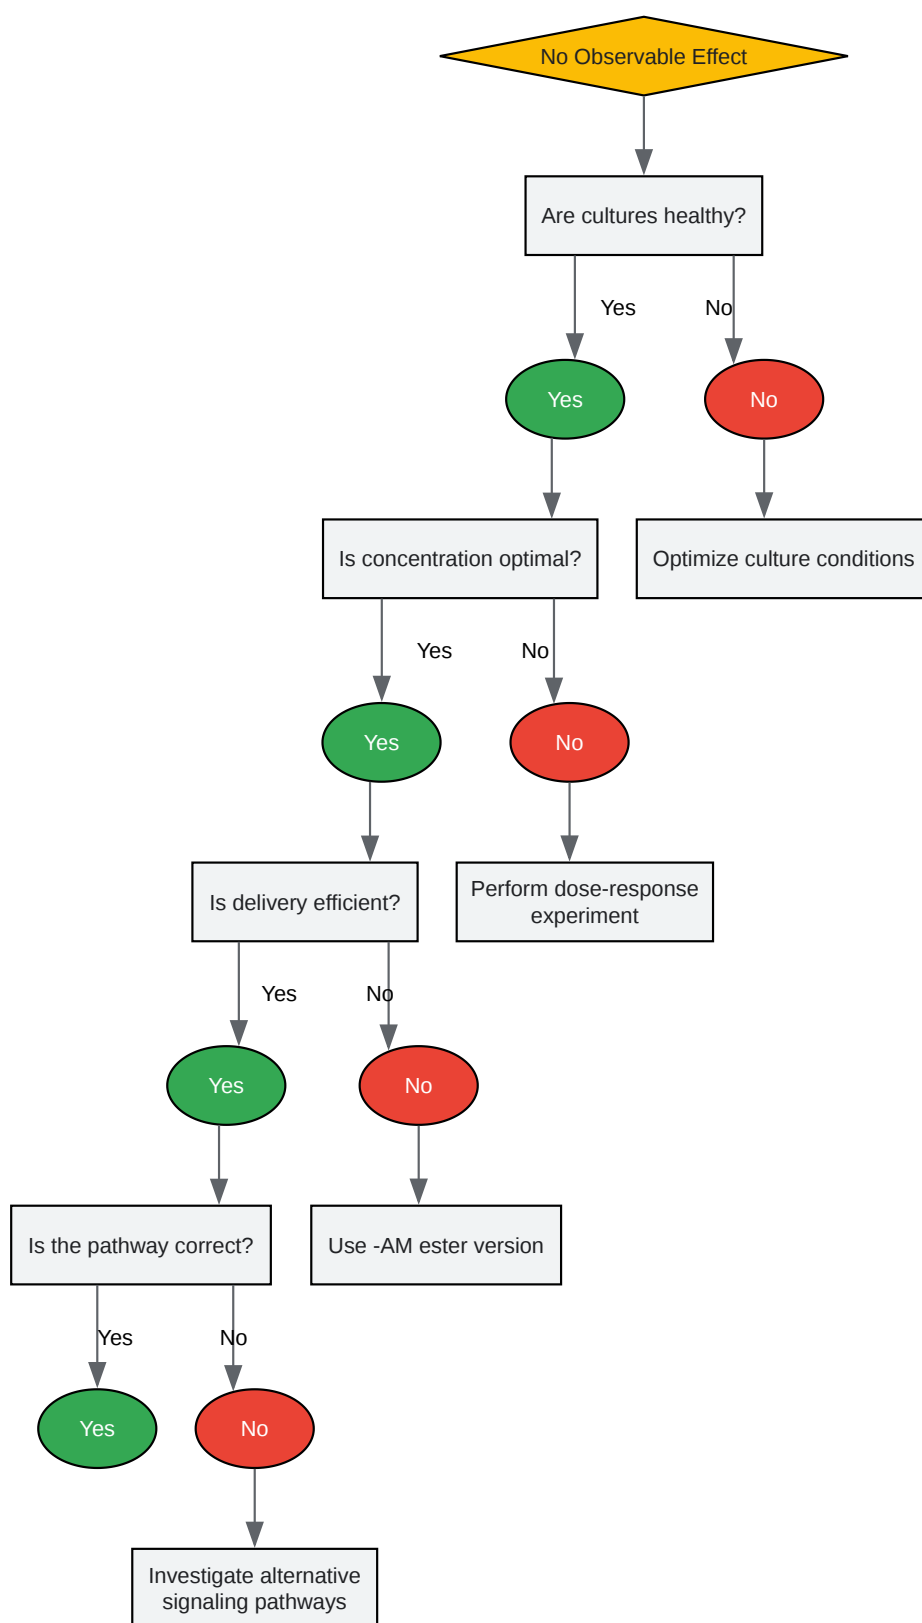 No Observable Effect
Are cultures healthy?
Yes
No
Yes
No
Is concentration optimal?
Optimize culture conditions
Yes
No
Yes
No
Is delivery efficient?
Perform dose-response
experiment
Yes
No
Yes
No
Is the pathway correct?
Use -AM ester version
Yes
No
Yes
No
Investigate alternative
signaling pathways